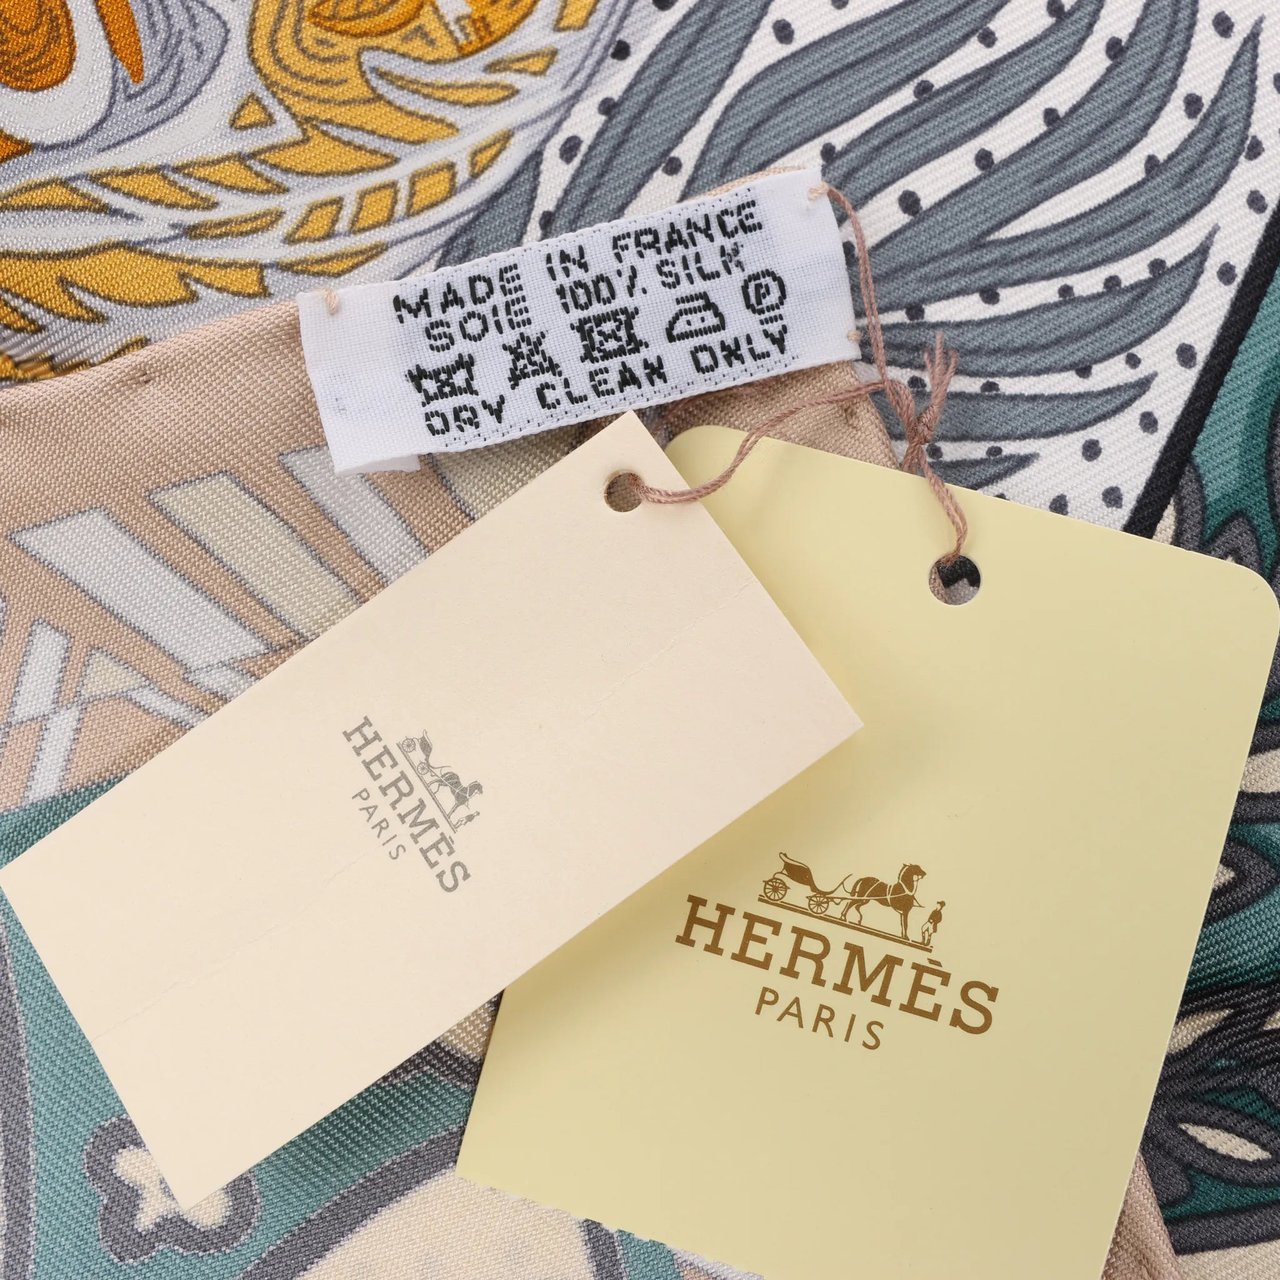 MADE IN FRANCE
SOIE 100% SILK
P
DRY CLEAN ONLY
HERMÈS
PARIS
HERMÈS
PARIS